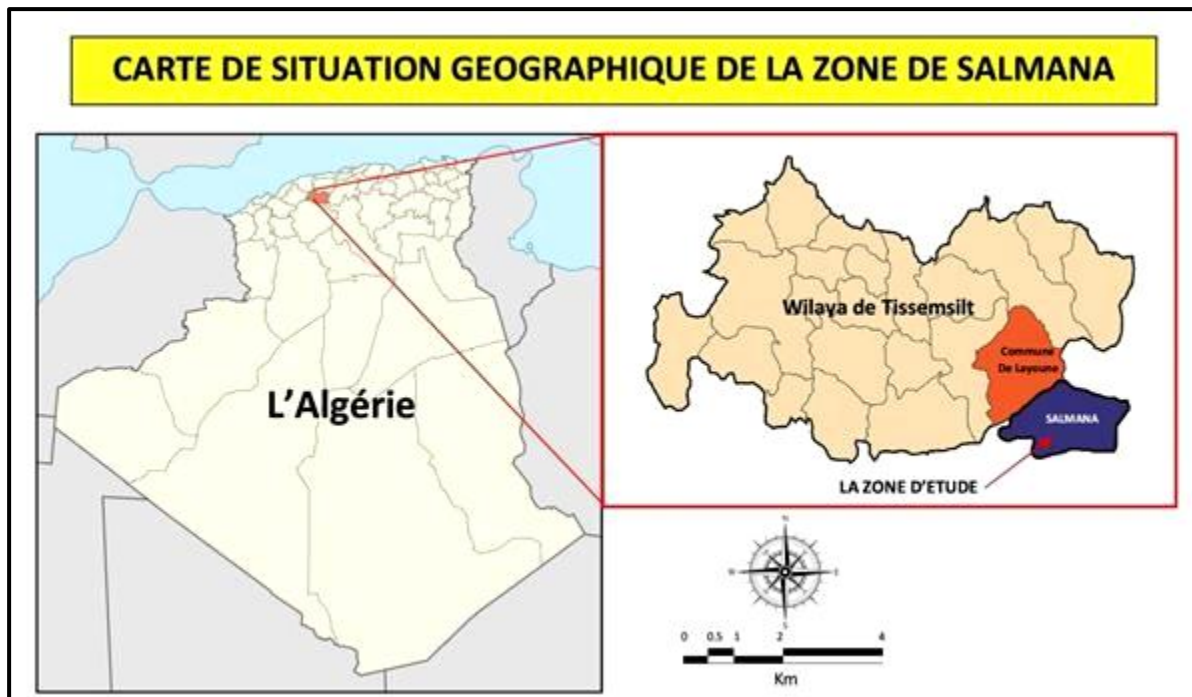 CARTE DE SITUATION GEOGRAPHIQUE DE LA ZONE DE SALMANA
L'Algérie
Wilaya de Tissemsilt
Commune
De Layoune
SALMANA
LA ZONE D'ETUDE
N
W
E
S
0 0.5 1 2 4
Km